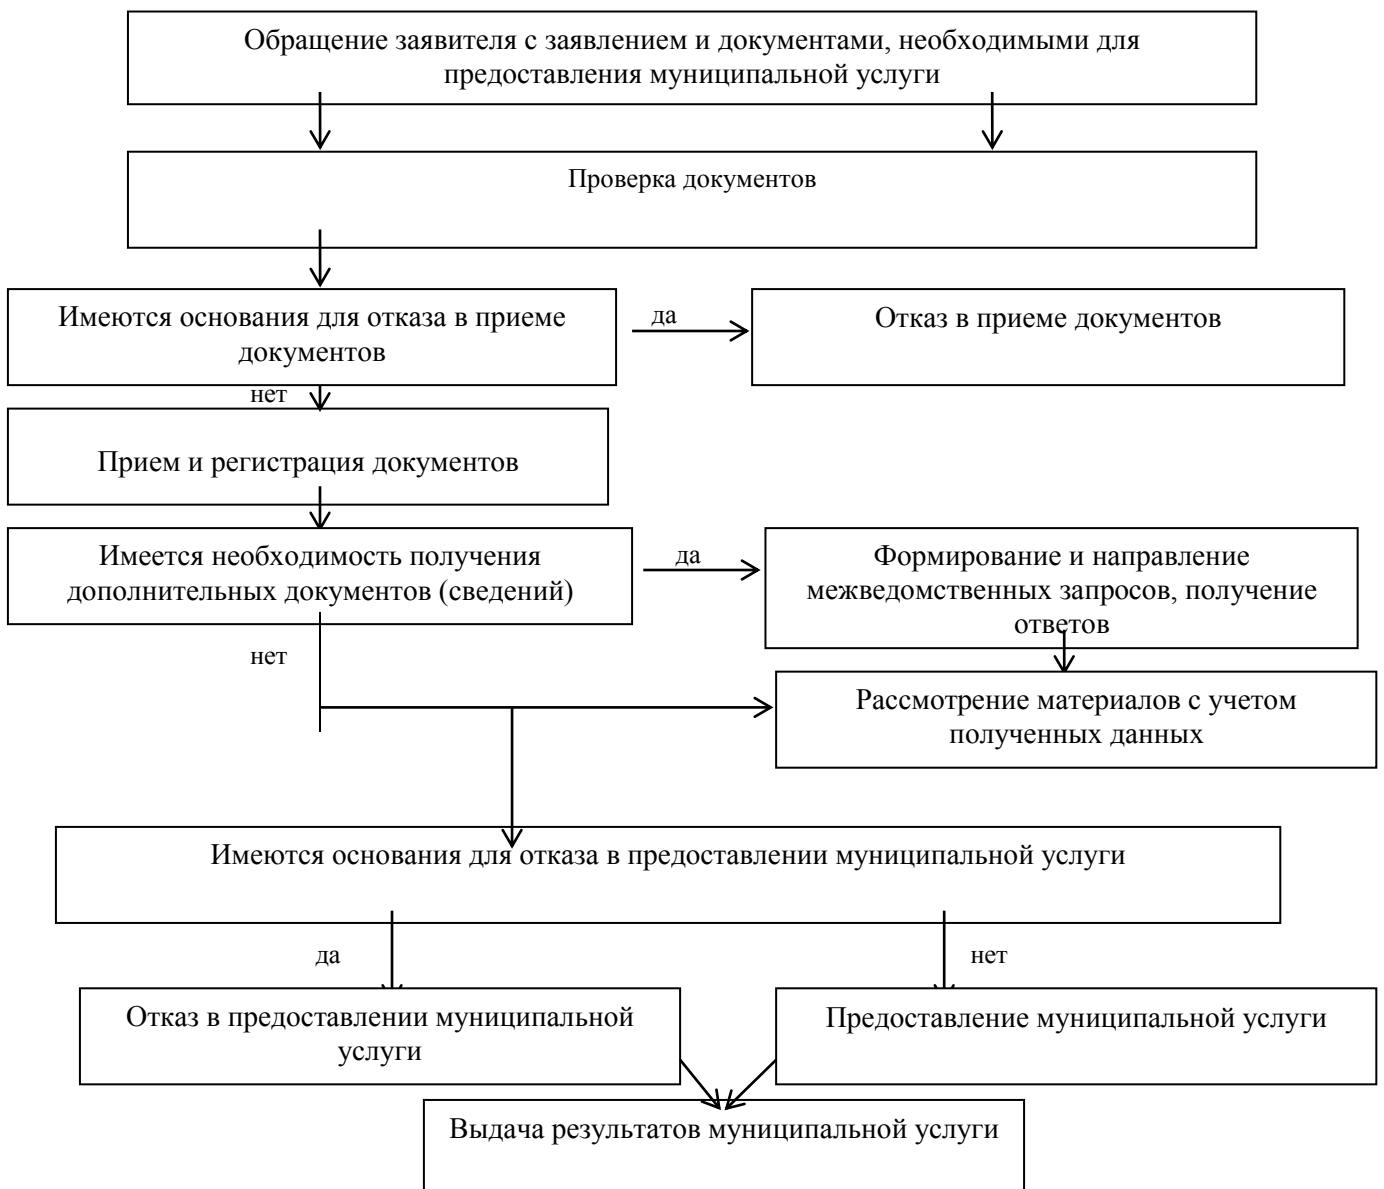 Обращение заявителя с заявлением и документами, необходимыми для
предоставления муниципальной услуги
Проверка документов
Имеются основания для отказа в приеме
документов
да
Отказ в приеме документов
нет
Прием и регистрация документов
Имеется необходимость получения
дополнительных документов (сведений)
да
Формирование и направление
межведомственных запросов, получение
ответов
нет
Рассмотрение материалов с учетом
полученных данных
Имеются основания для отказа в предоставлении муниципальной услуги
да
нет
Отказ в предоставлении муниципальной
услуги
Предоставление муниципальной услуги
Выдача результатов муниципальной услуги